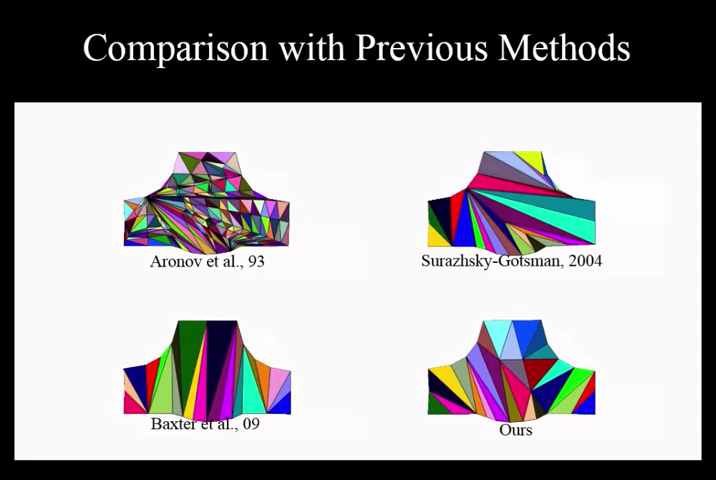 Comparison with Previous Methods
Aronov et al., 93
Surazhsky-Gotsman, 2004
Baxter et al., 09
Ours